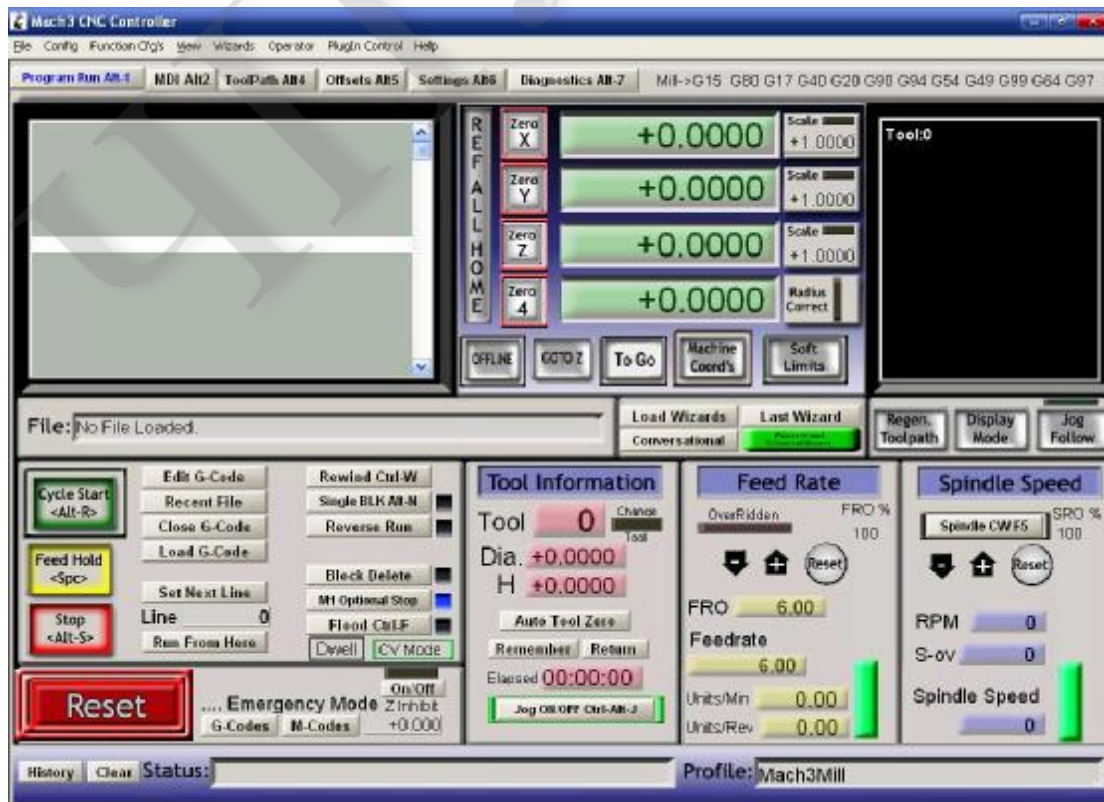 Mach3 CNC Controller
File Config Function Cfg's View Wizards Operator PlugIn Control Help
Program Run Alt-1 MDI Alt2 ToolPath Alt4 Offsets Alt5 Settings Alt6 Diagnostics Alt-7 Mill->G15 G80 G17 G40 G20 G90 G94 G54 G49 G99 G64 G97
REF ALL HOME
Zero X +0.0000 Scale +1.0000
Zero Y +0.0000 Scale +1.0000
Zero Z +0.0000 Scale +1.0000
Zero 4 +0.0000 Radius Correct
OFFLINE GOTO Z To Go Machine Coord's Soft Limits
Tool:0
File: No File Loaded.
Load Wizards Last Wizard
Conversational
Regen. Toolpath Display Mode Jog Follow
Cycle Start <Alt-R>
Feed Hold <Spc>
Stop <Alt-S>
Edit G-Code
Recent File
Close G-Code
Load G-Code
Set Next Line
Line 0
Run From Here
Rewind Ctrl-W
Single BLK Alt-N
Reverse Run
Block Delete
M1 Optional Stop
Flood Ctrl-F
Dwell CV Mode
Reset
.... Emergency Mode
G-Codes M-Codes
On/Off
Z Inhibit
+0.000
Tool Information
Tool 0 Change Tool
Dia. +0.0000
H +0.0000
Auto Tool Zero
Remember Return
Elapsed 00:00:00
Jog ON/OFF Ctrl-Alt-J
Feed Rate
OverRidden FRO %
100
Reset
FRO 6.00
Feedrate
6.00
Units/Min 0.00
Units/Rev 0.00
Spindle Speed
Spindle CW F5 SRO %
100
Reset
RPM 0
S-ov 0
Spindle Speed
0
History Clear Status:
Profile: Mach3Mill